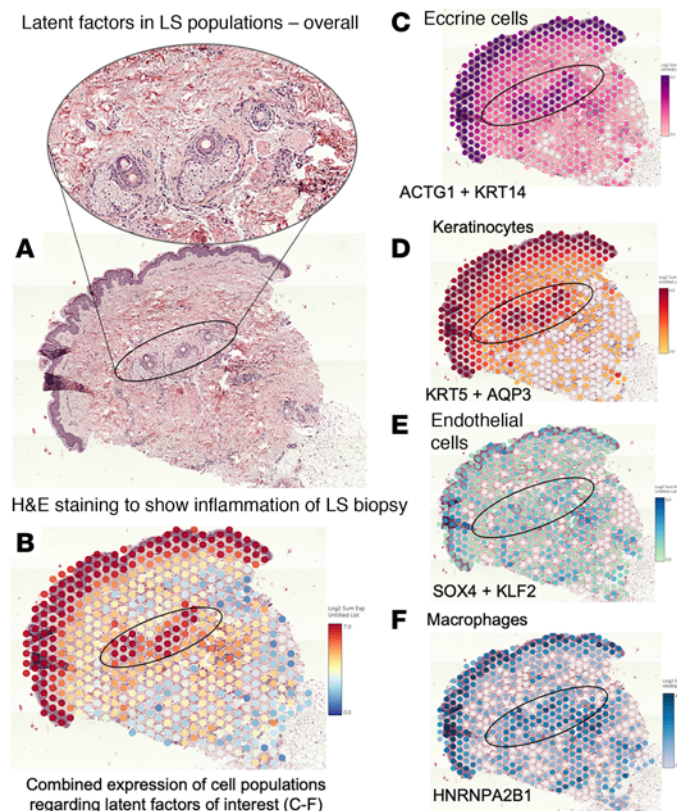 Latent factors in LS populations – overall
A
H&E staining to show inflammation of LS biopsy
B
Log2 Sum Exp
Untitled List
7.0
0.0
Combined expression of cell populations
regarding latent factors of interest (C-F)
C
Eccrine cells
ACTG1 + KRT14
D
Keratinocytes
KRT5 + AQP3
E
Endothelial
cells
SOX4 + KLF2
F
Macrophages
HNRNPA2B1